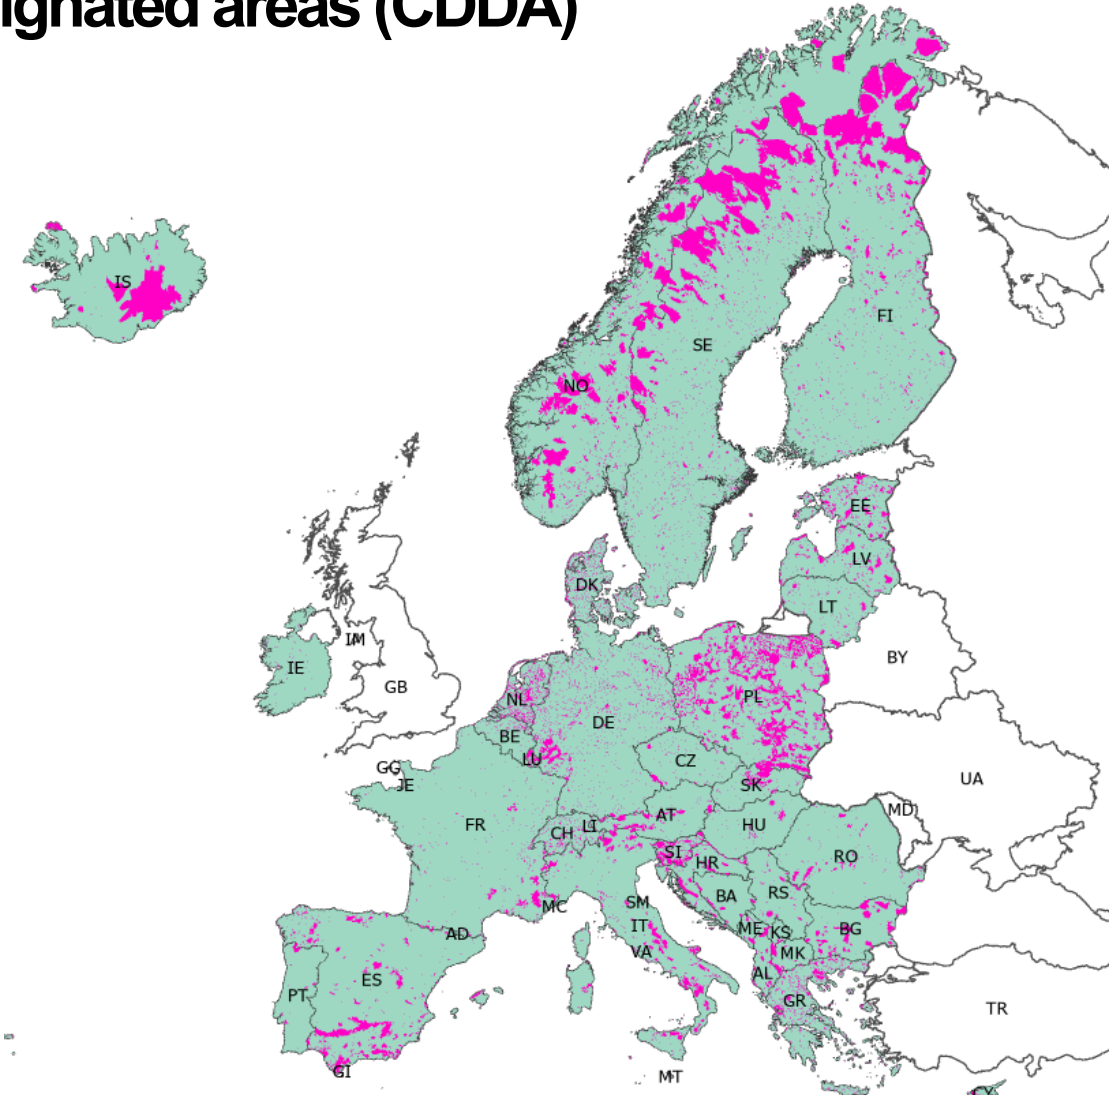 ignated areas (CDDA)
IS
FI
SE
NO
EE
LV
DK
LT
IM
BY
IE
GB
NL
PL
DE
BE
LU
CZ
GG
UA
JE
SK
MD
AT
FR
LI
HU
CH
SI
RO
HR
RS
BA
SM
MC
IT
ME
KS
BG
AD
VA
MK
AL
ES
PT
GR
TR
GI
MT
CY